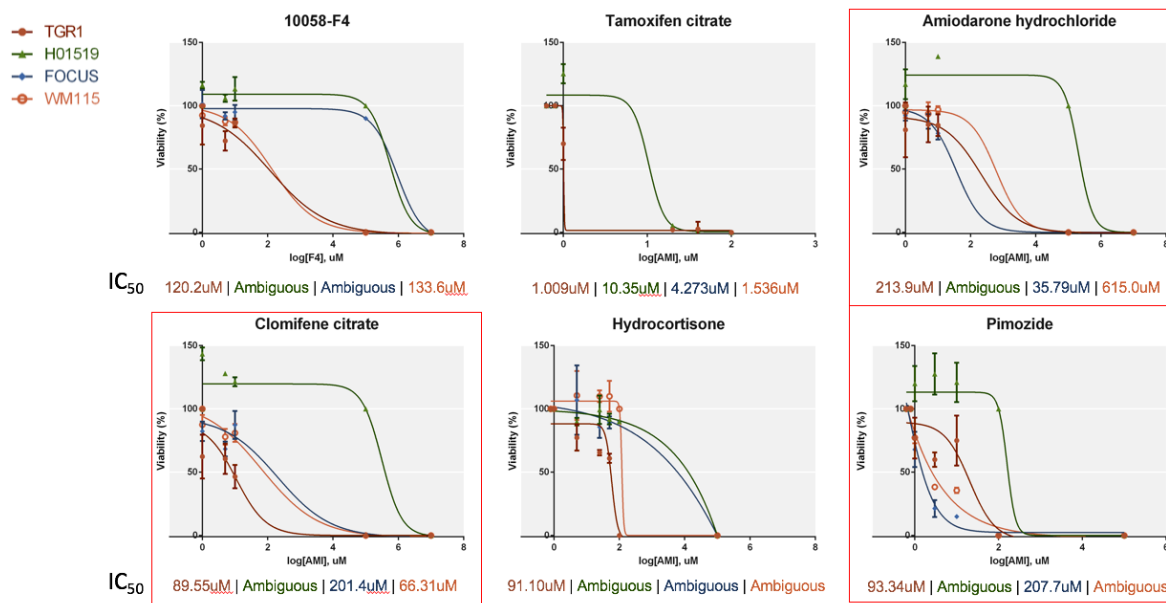 TGR1
H01519
FOCUS
WM115
10058-F4
Viability (%)
150
100
50
0
0 2 4 6 8
log[F4], uM
Tamoxifen citrate
Viability (%)
150
100
50
0
0 1 2 3
log[AMI], uM
Amiodarone hydrochloride
Viability (%)
150
100
50
0
0 2 4 6 8
log[AMI], uM
IC50 120.2uM | Ambiguous | Ambiguous | 133.6uM
1.009uM | 10.35uM | 4.273uM | 1.536uM
213.9uM | Ambiguous | 35.79uM | 615.0uM
Clomifene citrate
Viability (%)
150
100
50
0
0 2 4 6 8
log[AMI], uM
Hydrocortisone
Viability (%)
150
100
50
0
0 2 4 6 8
log[AMI], uM
Pimozide
Viability (%)
150
100
50
0
0 2 4 6
log[AMI], uM
IC50 89.55uM | Ambiguous | 201.4uM | 66.31uM
91.10uM | Ambiguous | Ambiguous | Ambiguous
93.34uM | Ambiguous | 207.7uM | Ambiguous